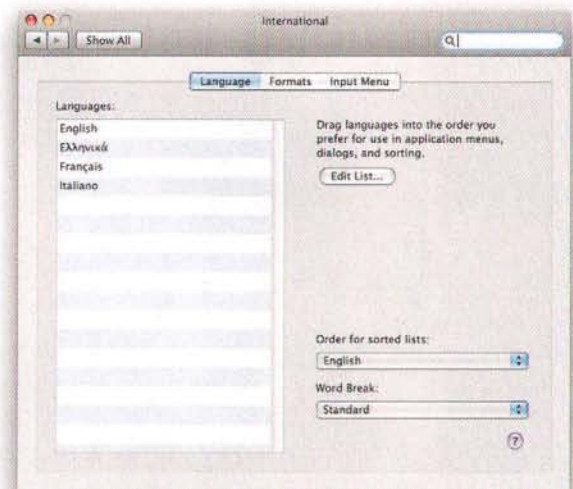 International
Show All
Language Formats Input Menu
Languages:
English
Ελληνικά
Français
Italiano
Drag languages into the order you
prefer for use in application menus,
dialogs, and sorting.
Edit List...
Order for sorted lists:
English
Word Break:
Standard
?